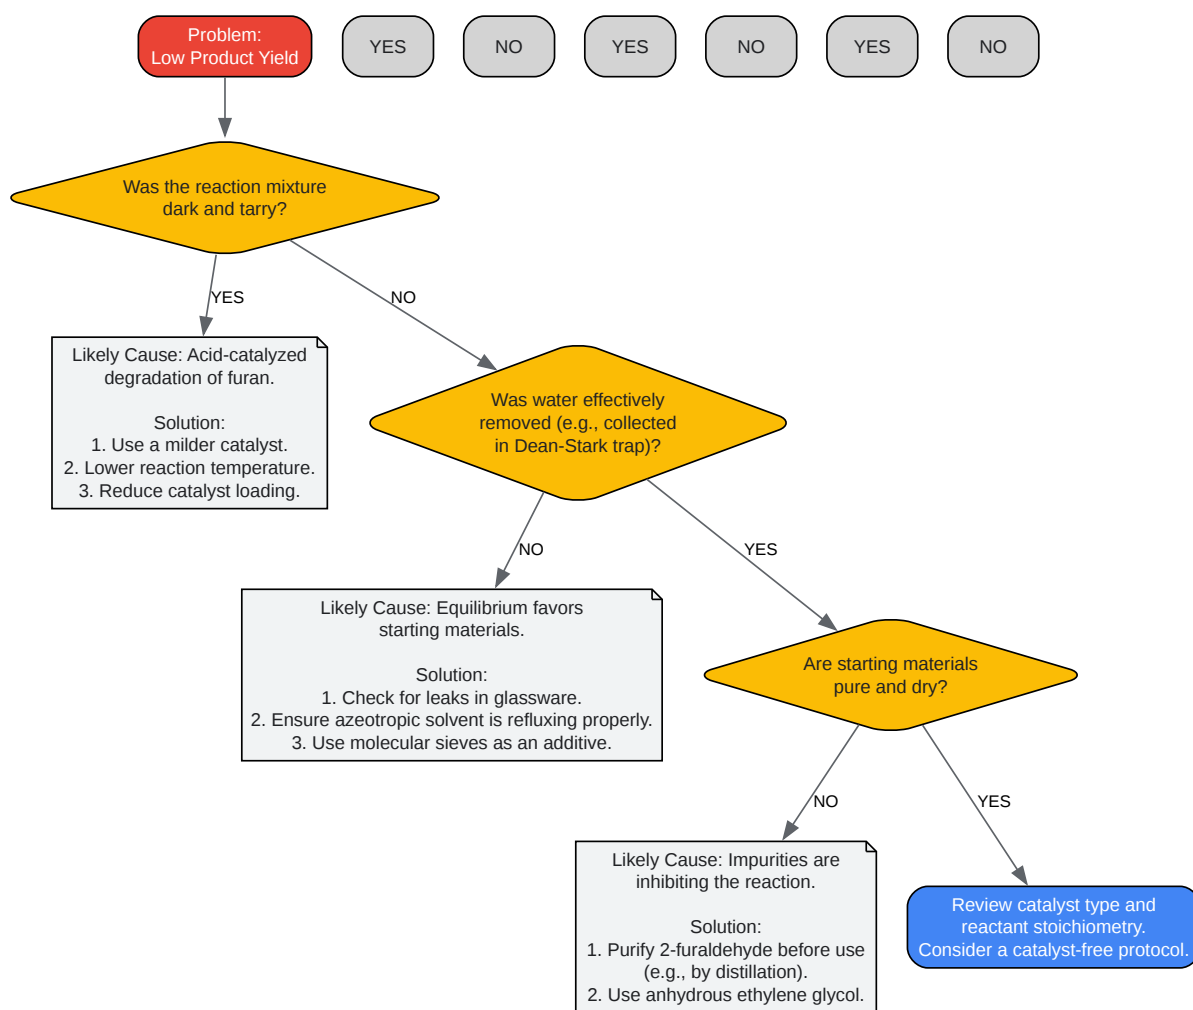 Problem:
Low Product Yield
YES
NO
YES
NO
YES
NO
Was the reaction mixture
dark and tarry?
YES
NO
Likely Cause: Acid-catalyzed
degradation of furan.
Solution:
1. Use a milder catalyst.
2. Lower reaction temperature.
3. Reduce catalyst loading.
Was water effectively
removed (e.g., collected
in Dean-Stark trap)?
NO
YES
Likely Cause: Equilibrium favors
starting materials.
Solution:
1. Check for leaks in glassware.
2. Ensure azeotropic solvent is refluxing properly.
3. Use molecular sieves as an additive.
Are starting materials
pure and dry?
NO
YES
Likely Cause: Impurities are
inhibiting the reaction.
Solution:
1. Purify 2-furaldehyde before use
(e.g., by distillation).
2. Use anhydrous ethylene glycol.
Review catalyst type and
reactant stoichiometry.
Consider a catalyst-free protocol.